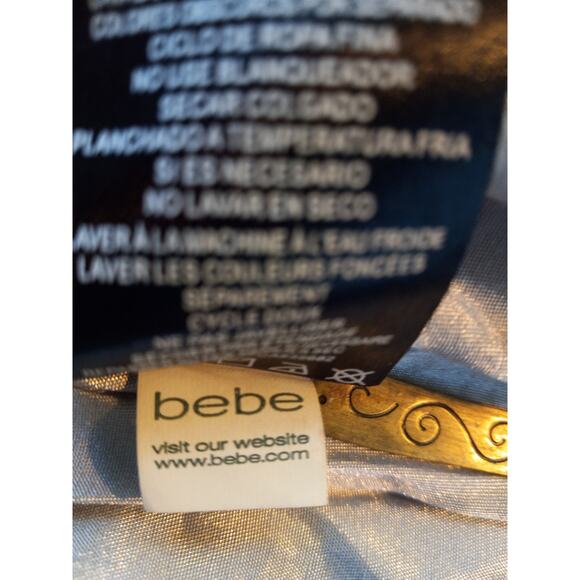 CICLO DE ROPA FINA
NO USE BLANQUEADOR
SECAR COLGADO
PLANCHADO A TEMPERATURA FRIA
SI ES NECESARIO
NO LAVAR EN SECO
LAVER À LA MACHINE À L'EAU FROIDE
LAVER LES COULEURS FONCÉES
SEPAREMENT
CYCLE DOUX
bebe
visit our website
www.bebe.com